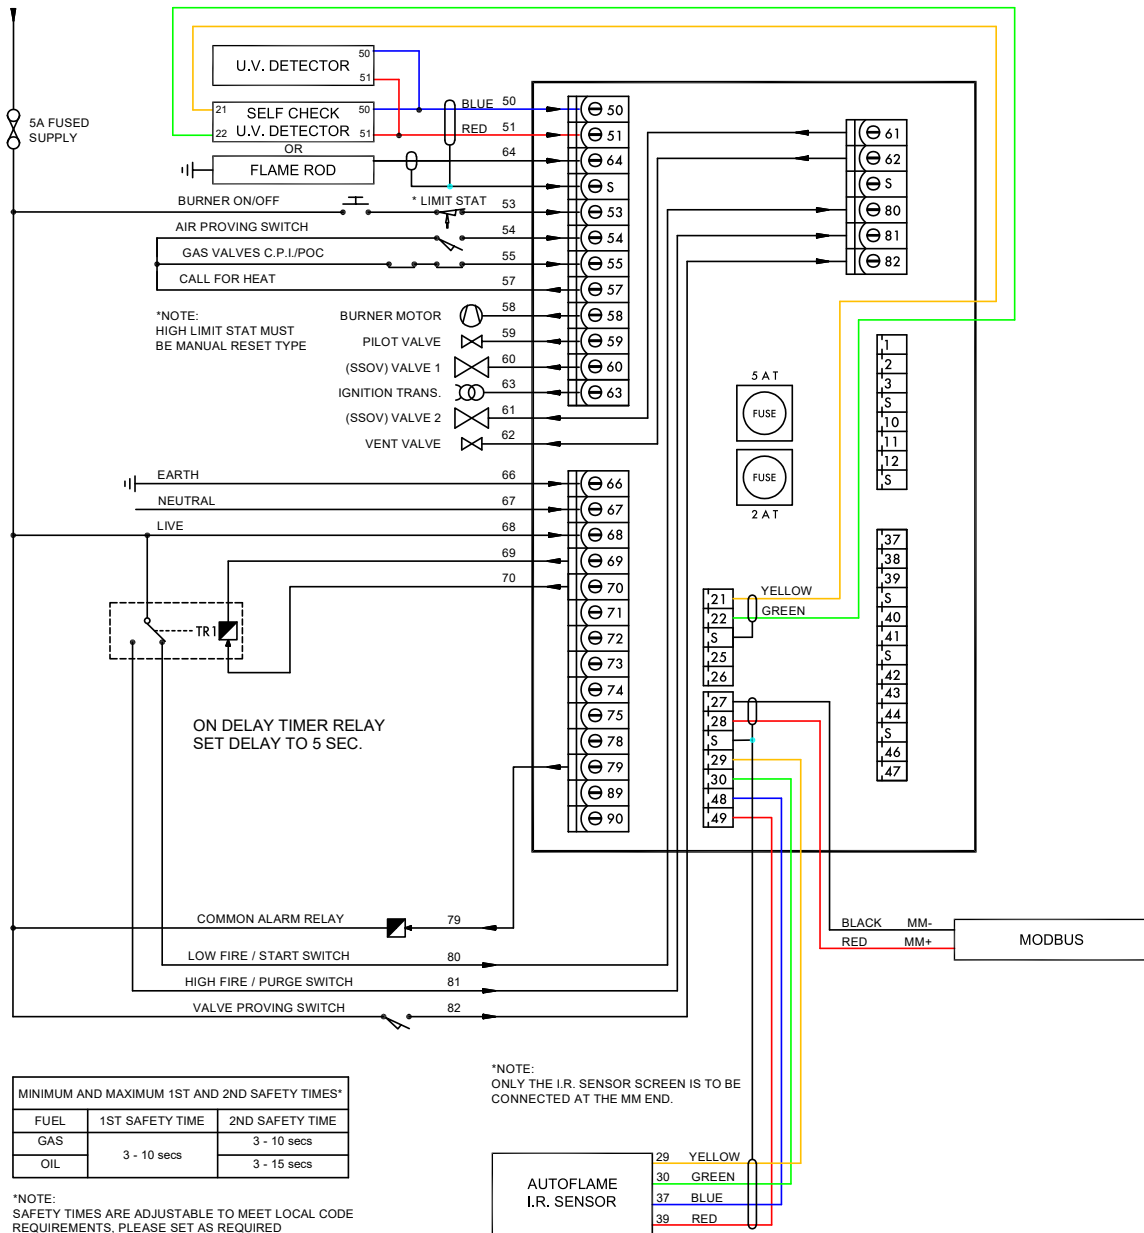 5A FUSED
SUPPLY
U.V. DETECTOR
50
51
21
22
SELF CHECK
U.V. DETECTOR
50
51
OR
FLAME ROD
BLUE 50
RED 51
64
BURNER ON/OFF
* LIMIT STAT
53
AIR PROVING SWITCH
54
GAS VALVES C.P.I./POC
55
CALL FOR HEAT
57
*NOTE:
HIGH LIMIT STAT MUST
BE MANUAL RESET TYPE
BURNER MOTOR
58
PILOT VALVE
59
(SSOV) VALVE 1
60
IGNITION TRANS.
63
(SSOV) VALVE 2
61
VENT VALVE
62
50
51
64
S
53
54
55
57
58
59
60
63
61
62
S
80
81
82
5 A T
FUSE
FUSE
2 A T
1
2
3
S
10
11
12
S
EARTH
66
NEUTRAL
67
LIVE
68
69
70
TR1
ON DELAY TIMER RELAY
SET DELAY TO 5 SEC.
66
67
68
69
70
71
72
73
74
75
78
79
89
90
21
22
S
25
26
YELLOW
GREEN
27
28
S
29
30
48
49
37
38
39
S
40
41
S
42
43
44
S
46
47
COMMON ALARM RELAY
79
LOW FIRE / START SWITCH
80
HIGH FIRE / PURGE SWITCH
81
VALVE PROVING SWITCH
82
BLACK MM-
RED MM+
MODBUS
*NOTE:
ONLY THE I.R. SENSOR SCREEN IS TO BE
CONNECTED AT THE MM END.
MINIMUM AND MAXIMUM 1ST AND 2ND SAFETY TIMES*
FUEL 1ST SAFETY TIME 2ND SAFETY TIME
GAS 3 - 10 secs 3 - 10 secs
OIL 3 - 15 secs
*NOTE:
SAFETY TIMES ARE ADJUSTABLE TO MEET LOCAL CODE
REQUIREMENTS, PLEASE SET AS REQUIRED
AUTOFLAME
I.R. SENSOR
29 YELLOW
30 GREEN
37 BLUE
39 RED